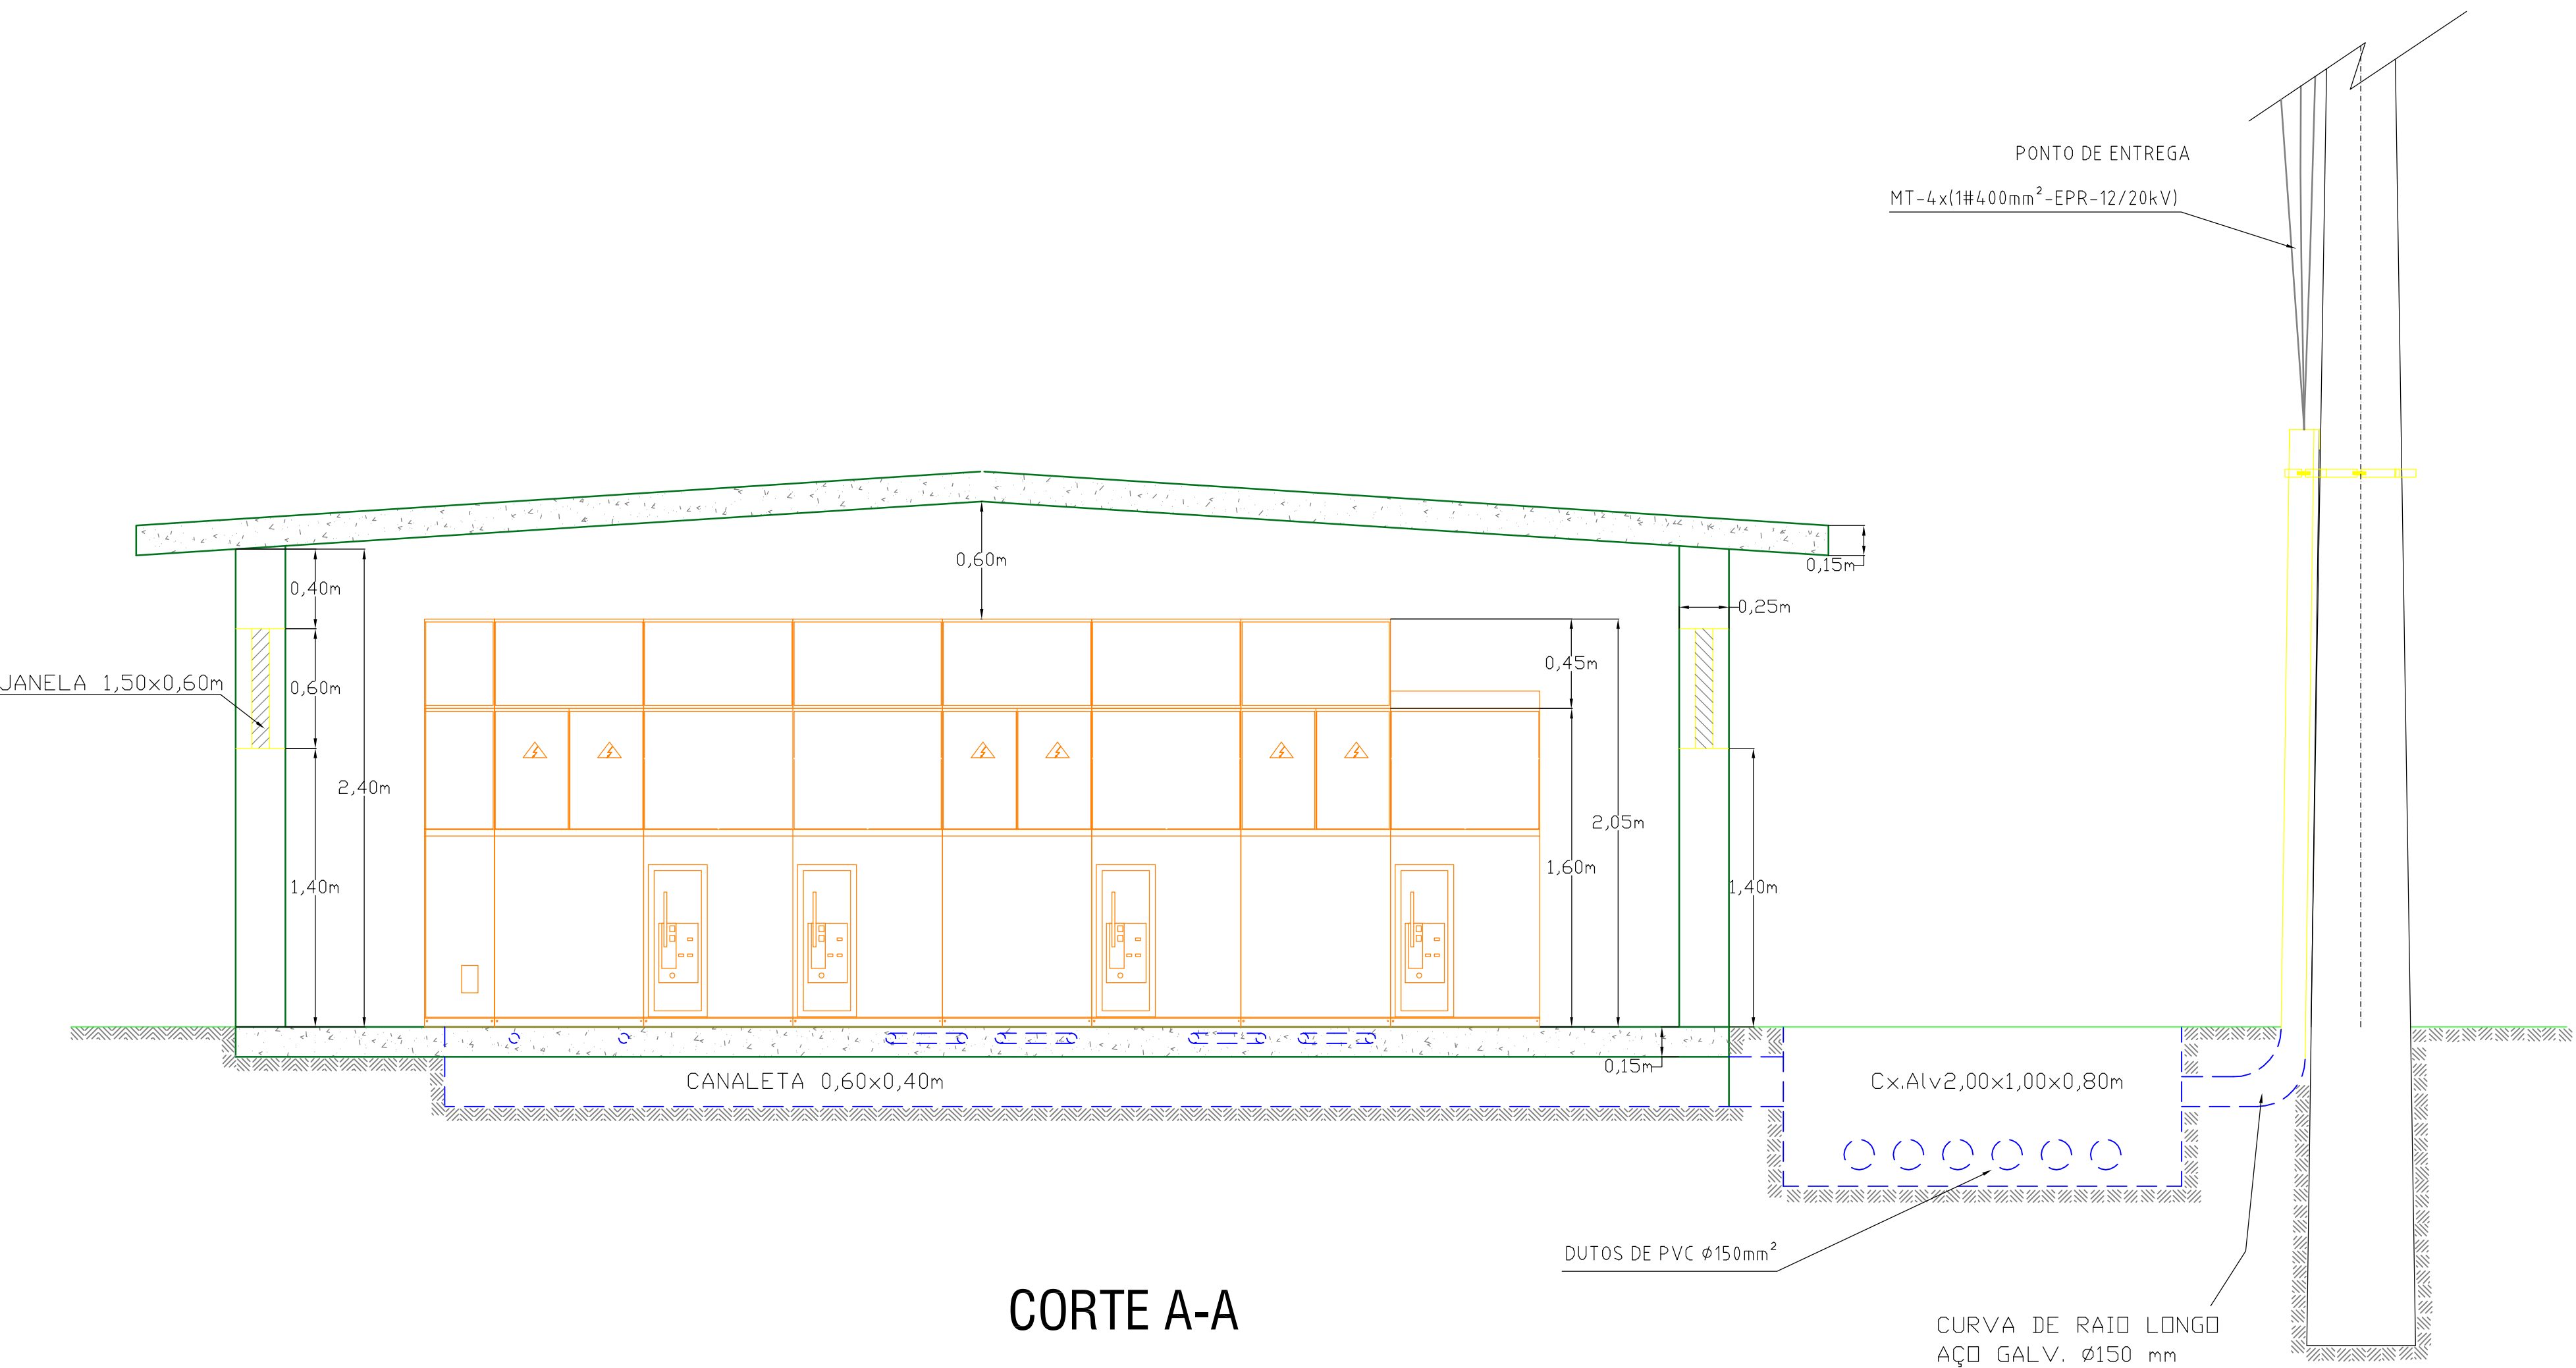 PONTO DE ENTREGA
MT-4x(1#400mm²-EPR-12/20kV)
0,60m
0,15m
0,40m
0,25m
0,45m
JANELA 1,50x0,60m
0,60m
2,40m
2,05m
1,60m
1,40m
1,40m
0,15m
CANALETA 0,60x0,40m
Cx.Alv2,00x1,00x0,80m
DUTOS DE PVC Ø150mm²
CORTE A-A
CURVA DE RAIO LONGO
AÇO GALV. Ø150 mm